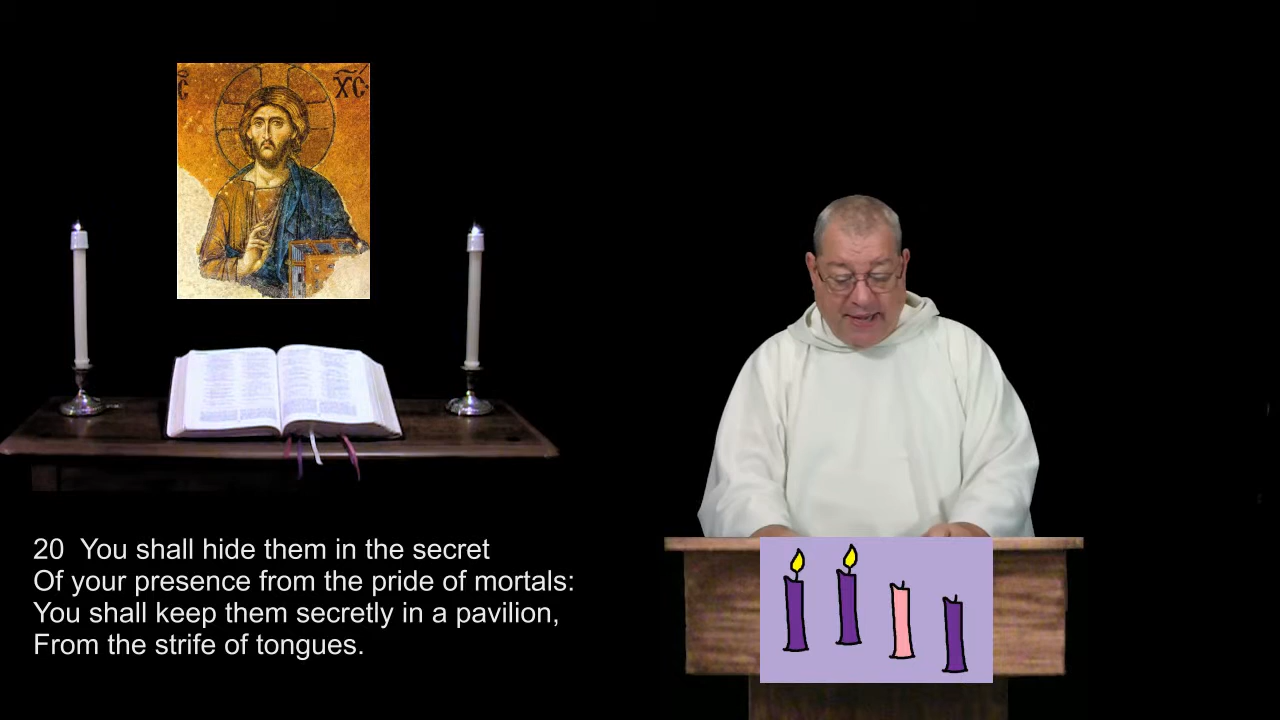 C
XC
20 You shall hide them in the secret
Of your presence from the pride of mortals:
You shall keep them secretly in a pavilion,
From the strife of tongues.